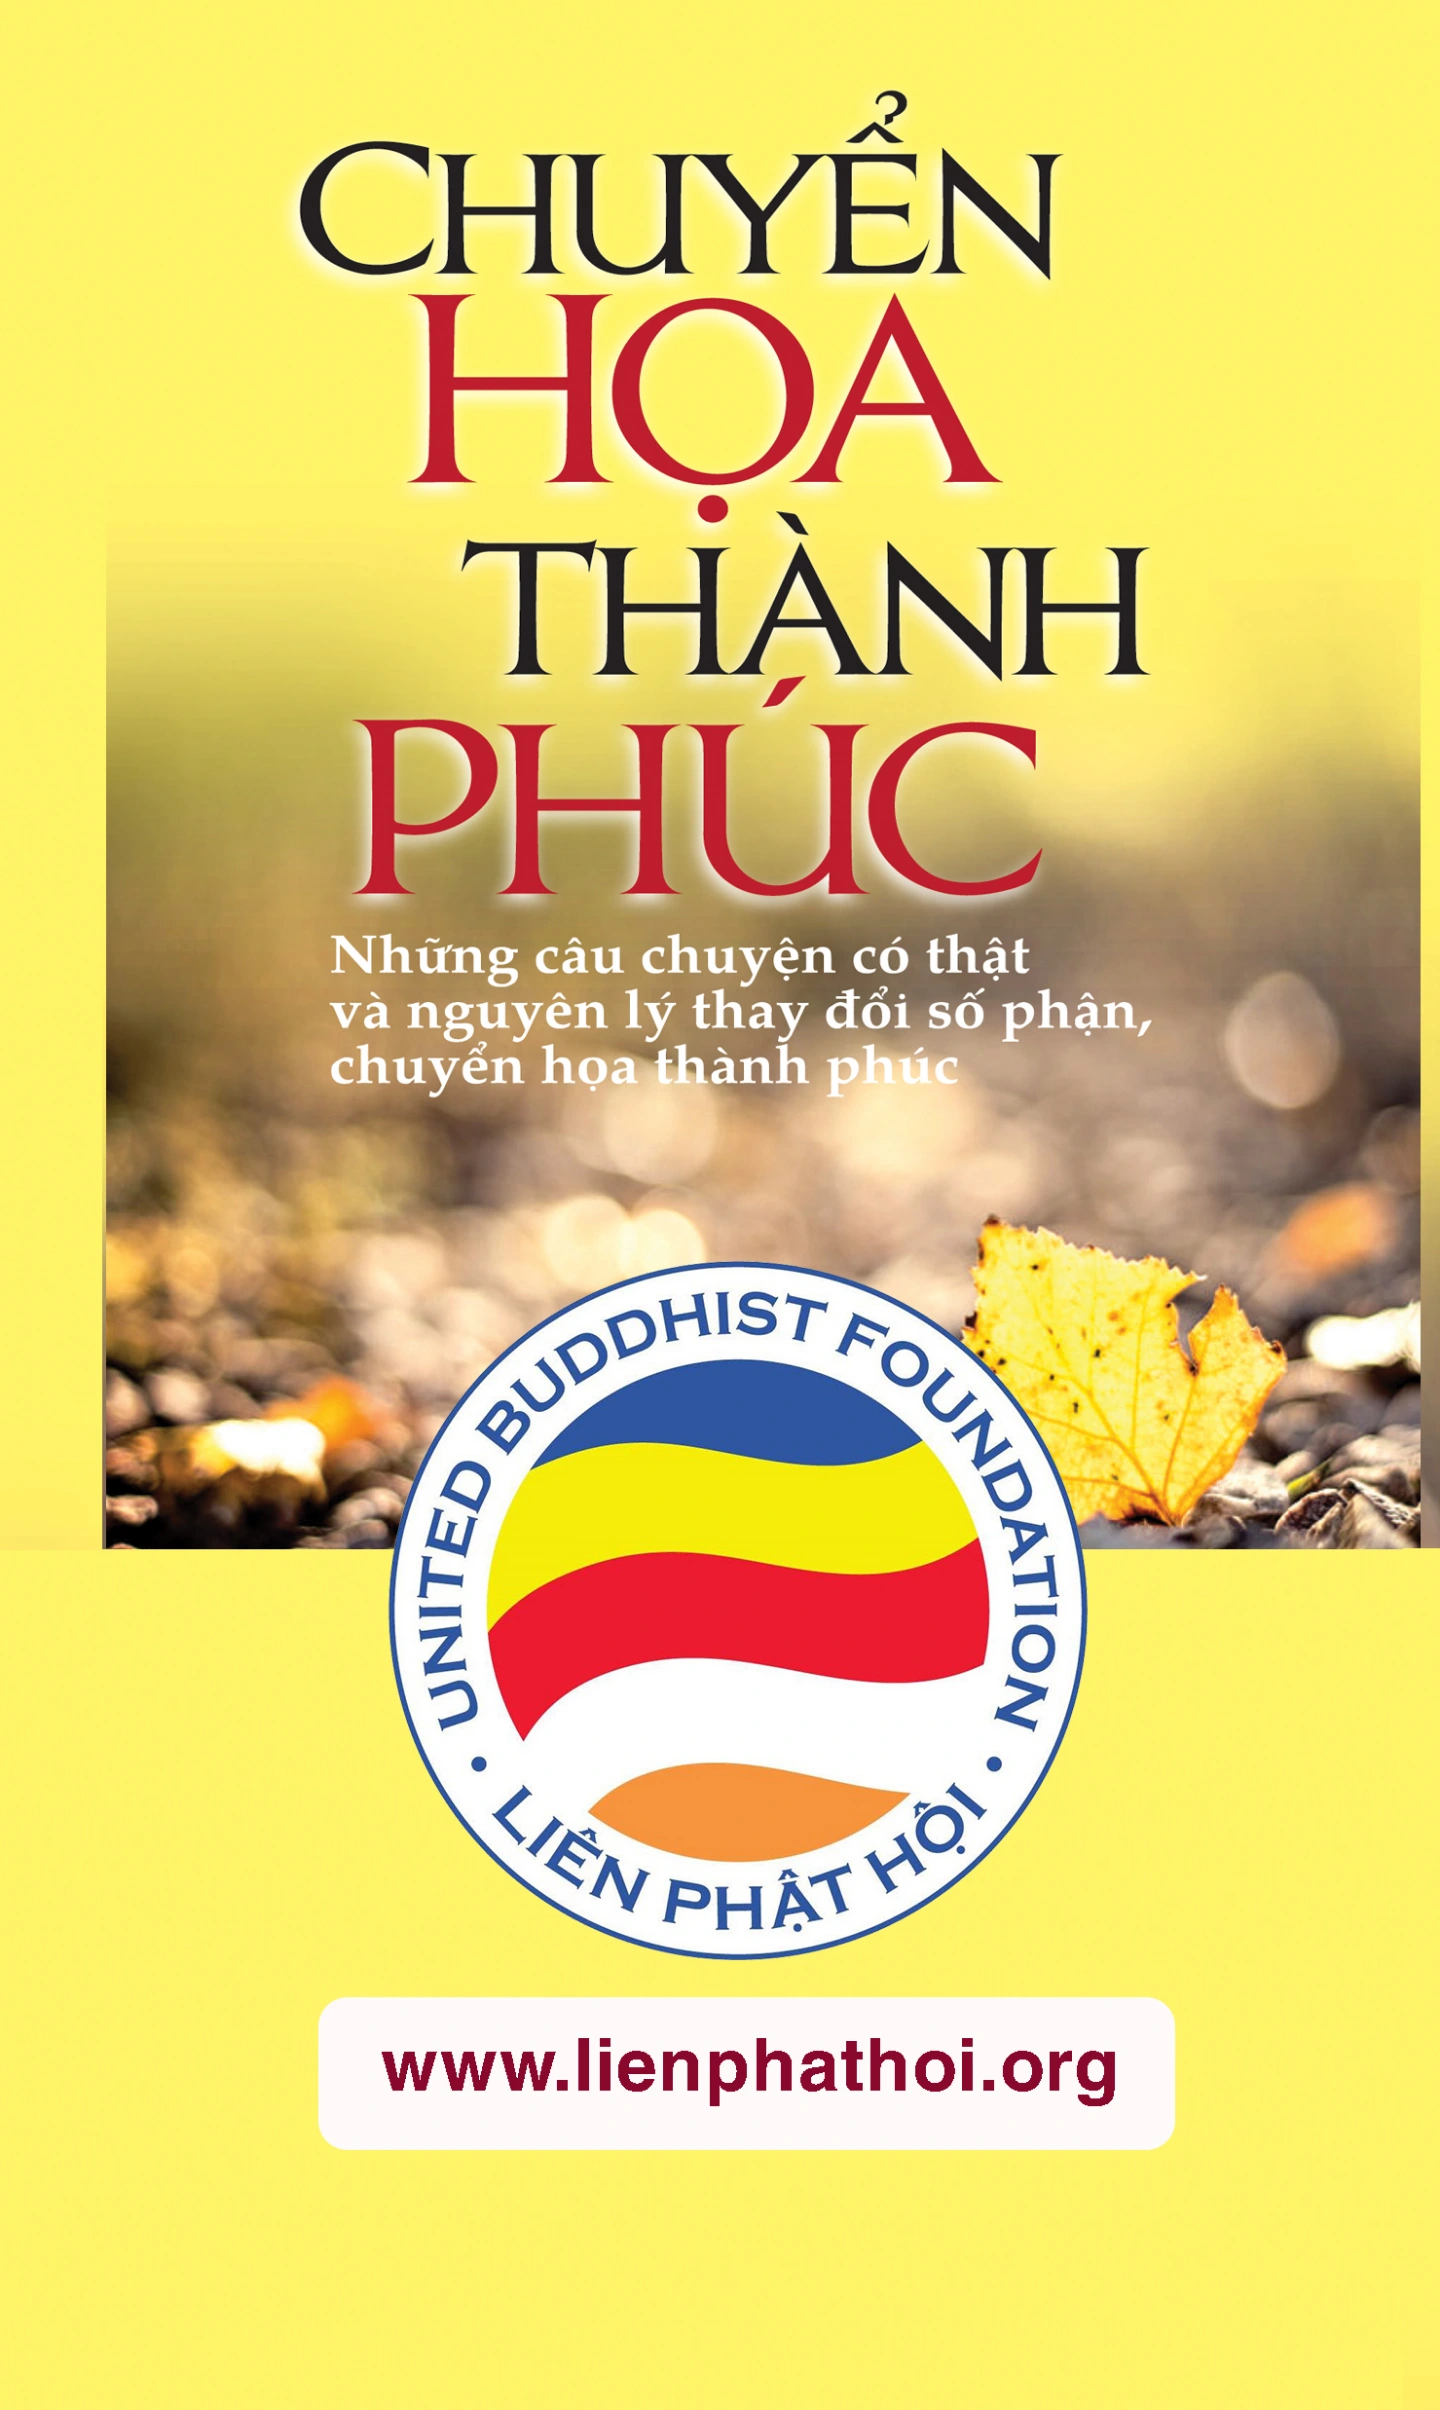 CHUYỂN
HỌA
THÀNH
PHÚC
Những câu chuyện có thật
và nguyên lý thay đổi số phận,
chuyển họa thành phúc
UNITED BUDDHIST FOUNDATION
• LIÊN PHẬT HỘI •
www.lienphathoi.org